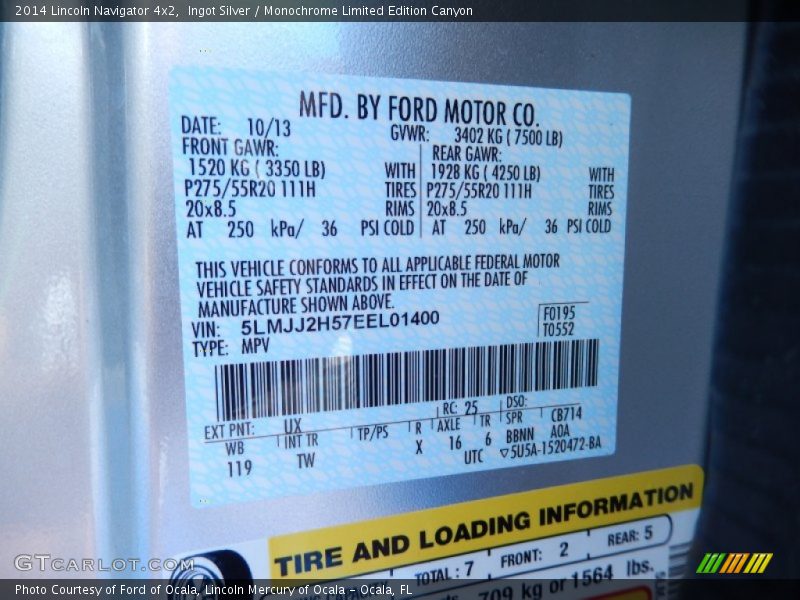 2014 Lincoln Navigator 4x2, Ingot Silver / Monochrome Limited Edition Canyon
MFD. BY FORD MOTOR CO.
DATE: 10/13 GVWR: 3402 KG ( 7500 LB)
FRONT GAWR: REAR GAWR:
1520 KG ( 3350 LB) WITH 1928 KG ( 4250 LB) WITH
P275/55R20 111H TIRES P275/55R20 111H TIRES
20x8.5 RIMS 20x8.5 RIMS
AT 250 kPa/ 36 PSI COLD AT 250 kPa/ 36 PSI COLD
THIS VEHICLE CONFORMS TO ALL APPLICABLE FEDERAL MOTOR
VEHICLE SAFETY STANDARDS IN EFFECT ON THE DATE OF
MANUFACTURE SHOWN ABOVE.
VIN: 5LMJJ2H57EEL01400 F0195
TYPE: MPV T0552
EXT PNT: UX RC: 25 DSO:
WB INT TR TP/PS R AXLE TR SPR CB714
119 TW X 16 6 BBNN AOA
UTC ▽5U5A-1520472-BA
TIRE AND LOADING INFORMATION
TOTAL : 7 FRONT: 2 REAR: 5
709 kg or 1564 lbs.
GTCARLOT.COM
Photo Courtesy of Ford of Ocala, Lincoln Mercury of Ocala - Ocala, FL